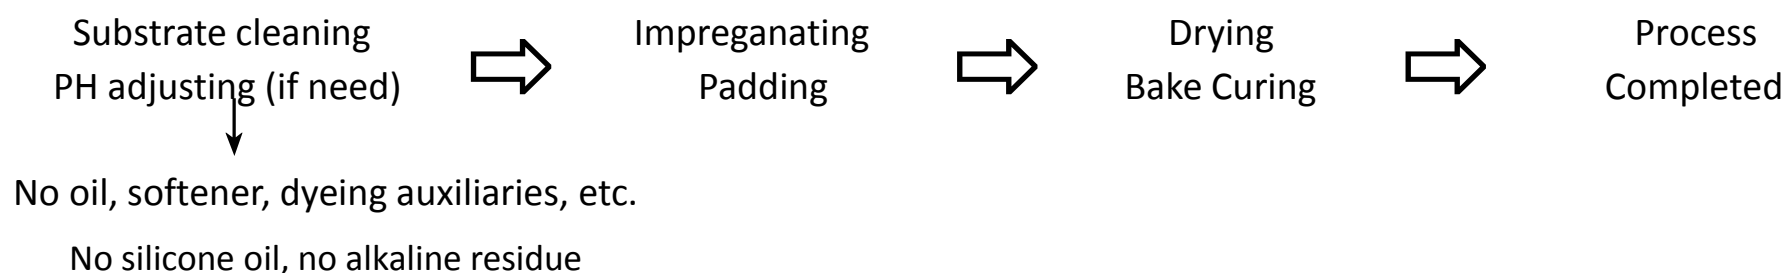 Substrate cleaning
PH adjusting (if need)
Impreganating
Padding
Drying
Bake Curing
Process
Completed
No oil, softener, dyeing auxiliaries, etc.
No silicone oil, no alkaline residue